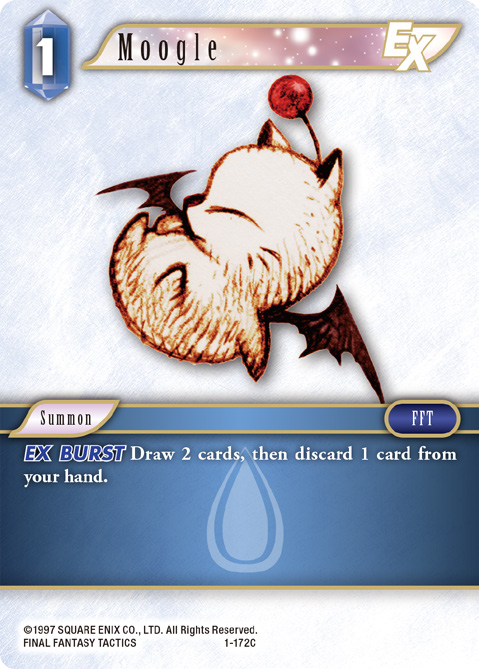 1
Moogle
EX
Summon
FFT
EX BURST Draw 2 cards, then discard 1 card from
your hand.
©1997 SQUARE ENIX CO., LTD. All Rights Reserved.
FINAL FANTASY TACTICS 1-172C